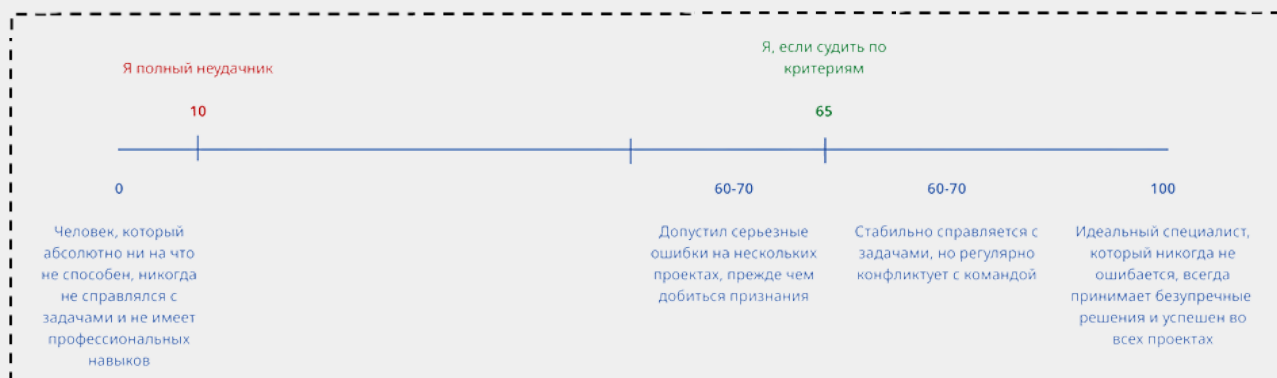 Я, если судить по
критериям
Я полный неудачник
10
65
0
60-70
60-70
100
Человек, который
абсолютно ни на что
не способен, никогда
не справлялся с
задачами и не имеет
профессиональных
навыков
Допустил серьезные
ошибки на нескольких
проектах, прежде чем
добиться признания
Стабильно справляется с
задачами, но регулярно
конфликтует с командой
Идеальный специалист,
который никогда не
ошибается, всегда
принимает безупречные
решения и успешен во
всех проектах